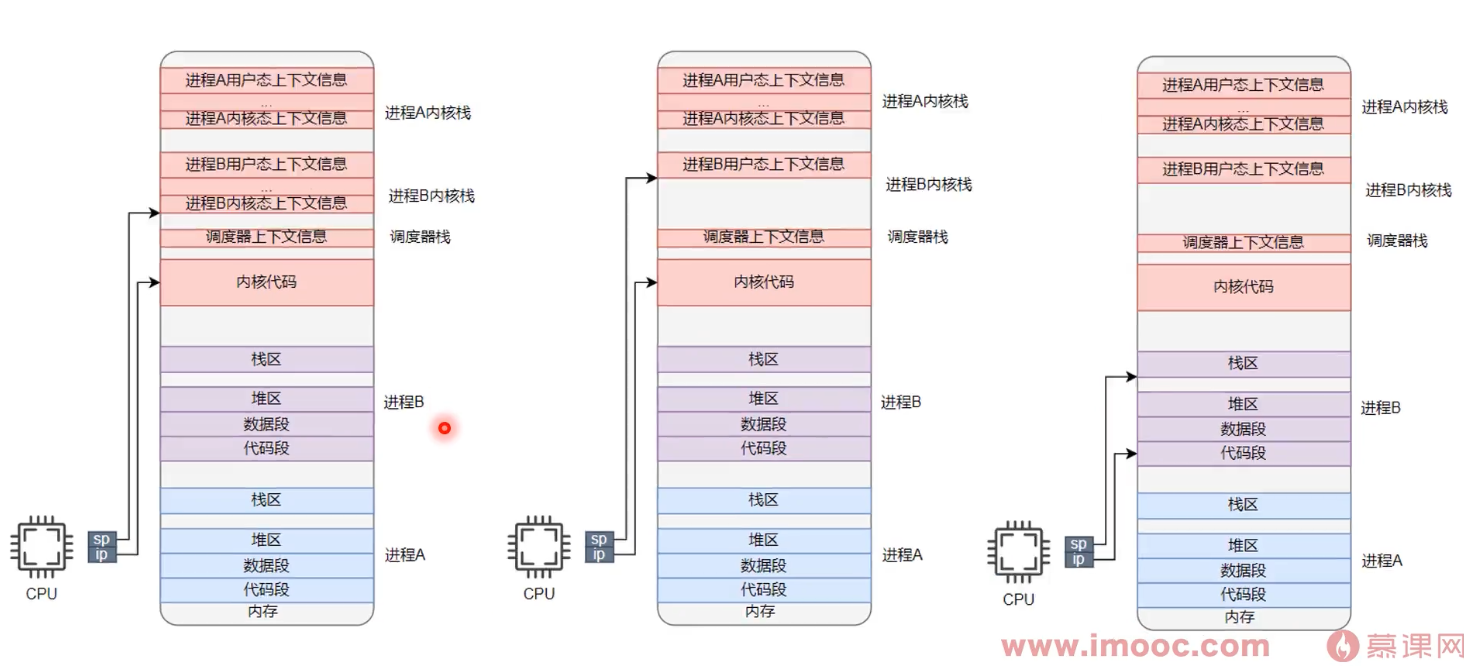 进程A用户态上下文信息
...
进程A内核态上下文信息
进程A内核栈
进程B用户态上下文信息
...
进程B内核态上下文信息
进程B内核栈
调度器上下文信息
调度器栈
内核代码
栈区
堆区
数据段
代码段
进程B
栈区
堆区
数据段
代码段
进程A
内存
sp
ip
CPU
进程A用户态上下文信息
...
进程A内核态上下文信息
进程A内核栈
进程B用户态上下文信息
进程B内核栈
调度器上下文信息
调度器栈
内核代码
栈区
堆区
数据段
代码段
进程B
栈区
堆区
数据段
代码段
进程A
内存
sp
ip
CPU
进程A用户态上下文信息
...
进程A内核态上下文信息
进程A内核栈
进程B用户态上下文信息
进程B内核栈
调度器上下文信息
调度器栈
内核代码
栈区
堆区
数据段
代码段
进程B
栈区
堆区
数据段
代码段
进程A
内存
sp
ip
CPU
www.imooc.com
慕课网